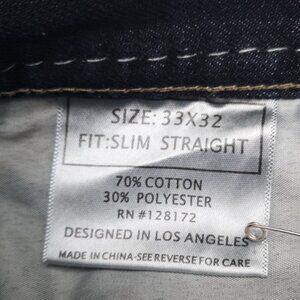 SIZE: 33X32
FIT:SLIM STRAIGHT
70% COTTON
30% POLYESTER
RN #128172
DESIGNED IN LOS ANGELES
MADE IN CHINA-SEE REVERSE FOR CARE